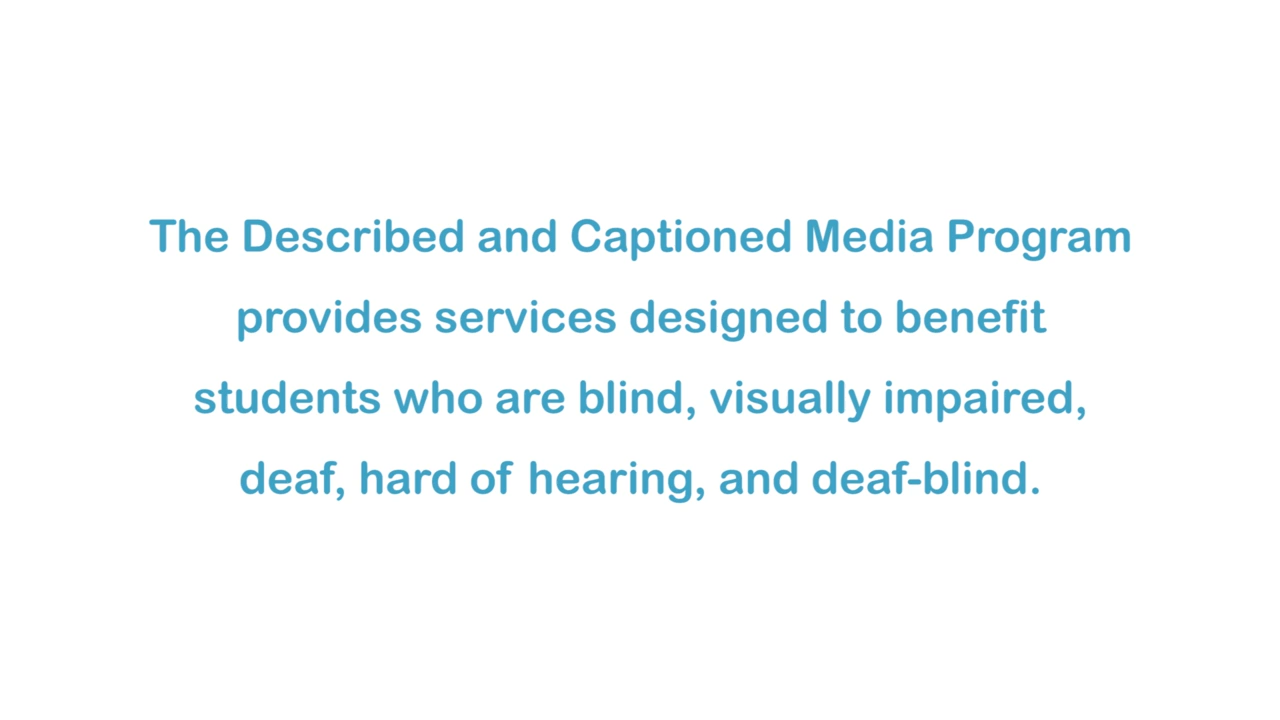 The Described and Captioned Media Program
provides services designed to benefit
students who are blind, visually impaired,
deaf, hard of hearing, and deaf-blind.